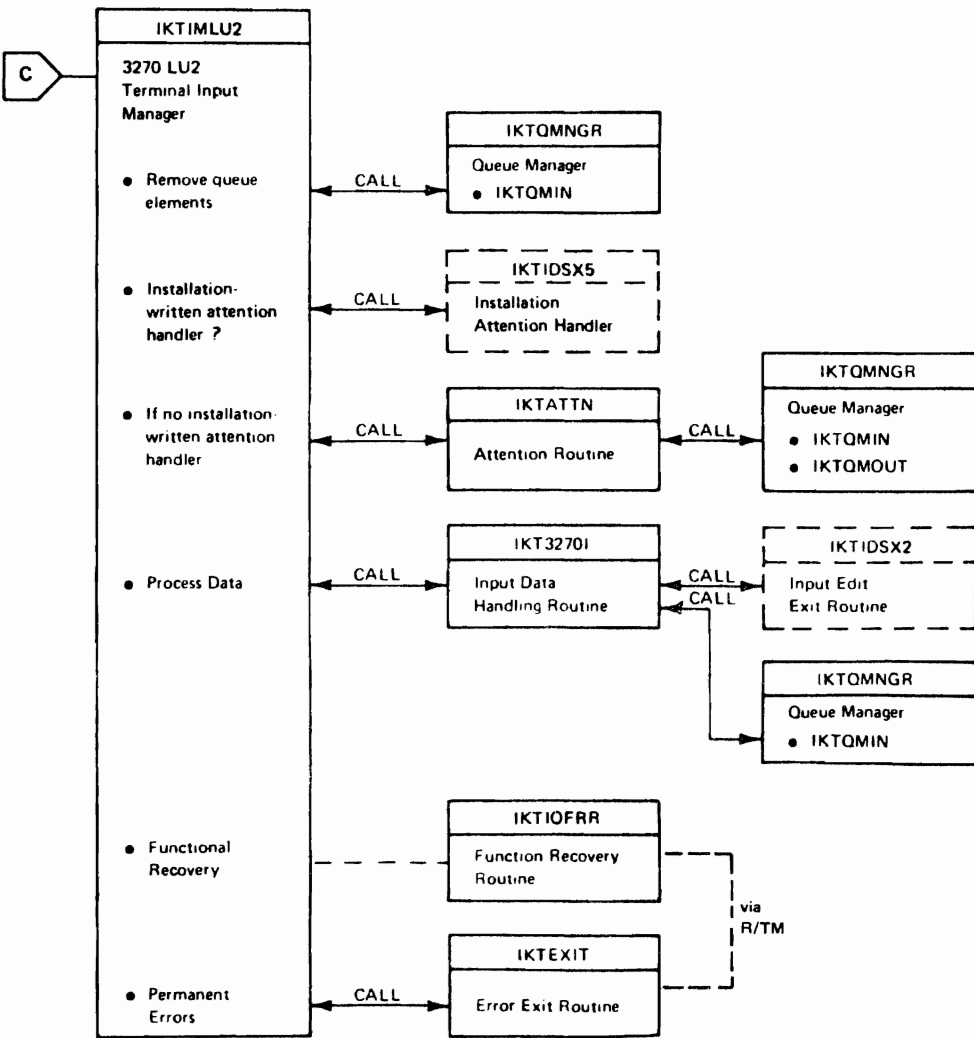 IKTIMLU2
C
3270 LU2
Terminal Input
Manager
• Remove queue
elements
CALL
IKTQMNGR
Queue Manager
• IKTQMIN
• Installation-
written attention
handler ?
CALL
IKTIDSX5
Installation
Attention Handler
• If no installation-
written attention
handler
CALL
IKTATTN
Attention Routine
CALL
IKTQMNGR
Queue Manager
• IKTQMIN
• IKTQMOUT
• Process Data
CALL
IKT3270I
Input Data
Handling Routine
CALL
CALL
IKTIDSX2
Input Edit
Exit Routine
IKTQMNGR
Queue Manager
• IKTQMIN
• Functional
Recovery
IKTIOFRR
Function Recovery
Routine
via
R/TM
• Permanent
Errors
CALL
IKTEXIT
Error Exit Routine